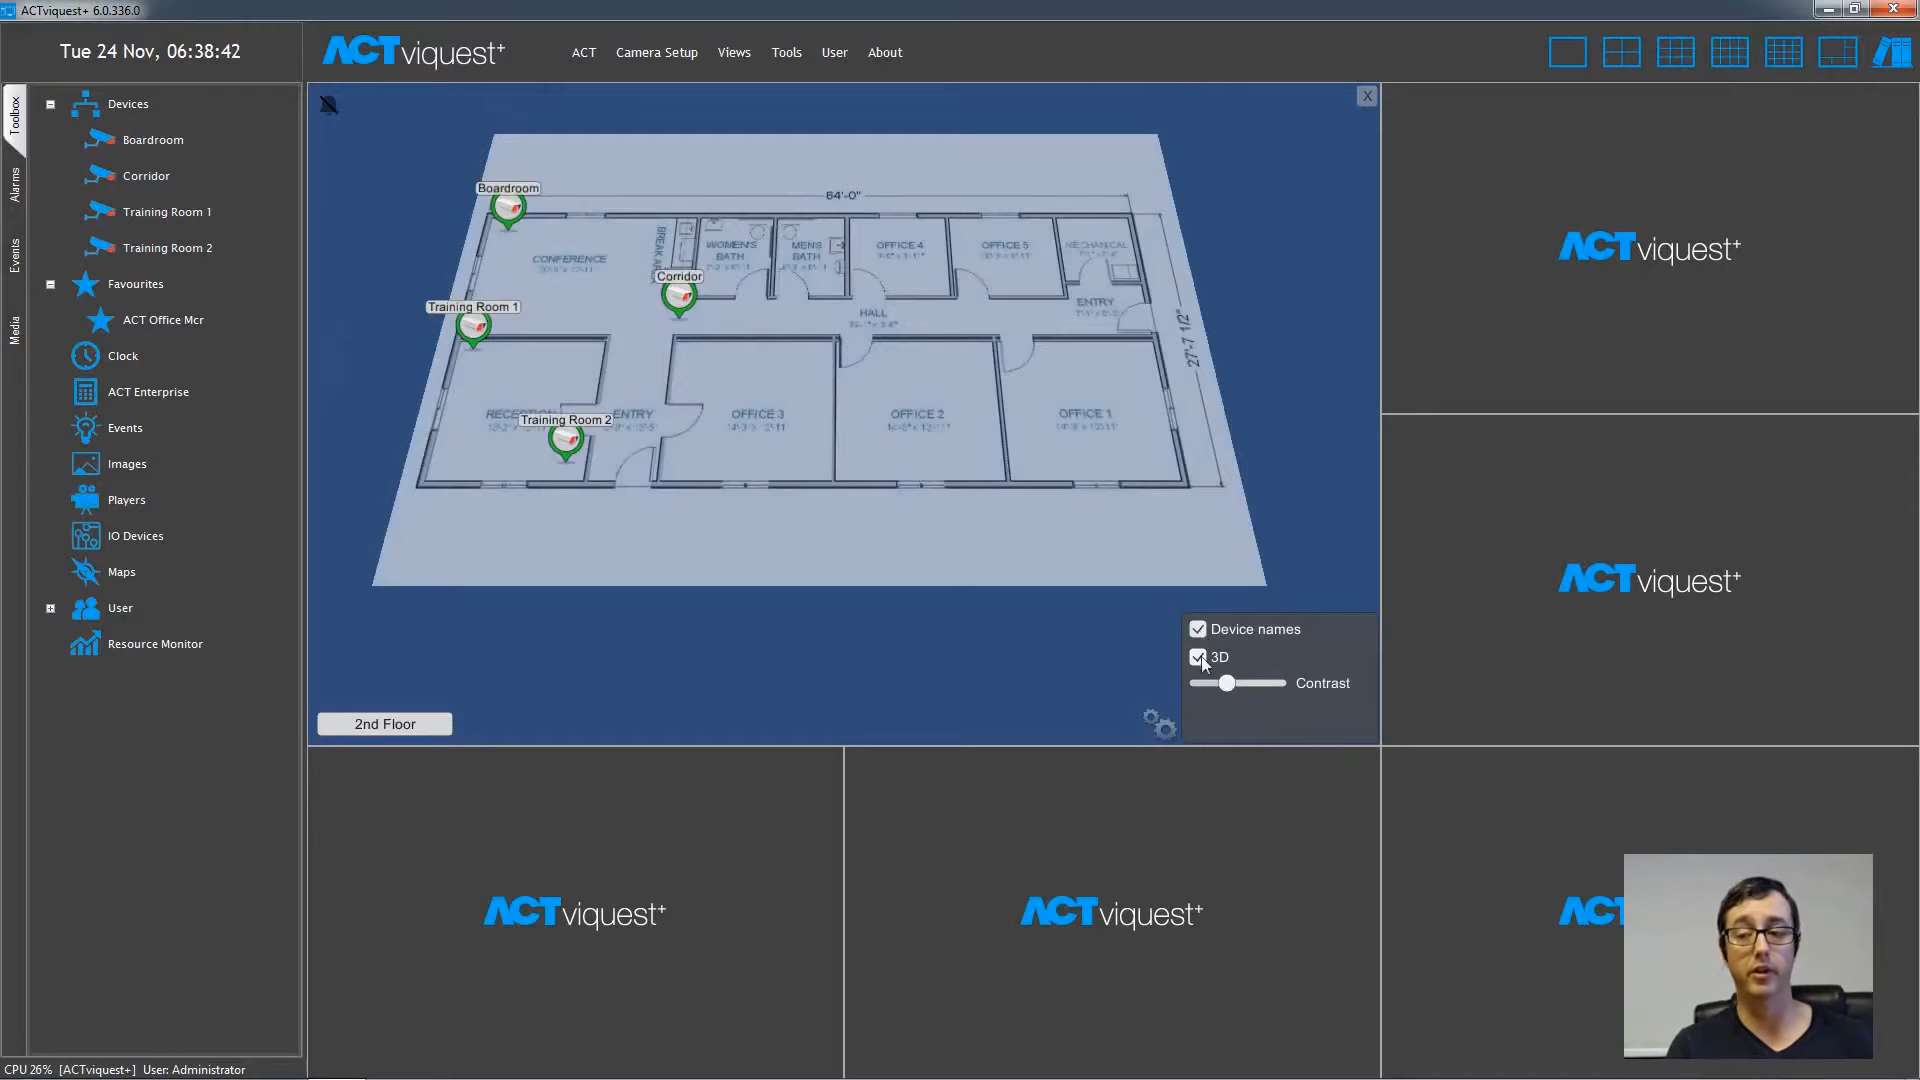 ACTviquest+ 6.0.336.0
Tue 24 Nov, 06:38:42
ACTviquest+
ACT Camera Setup Views Tools User About
Toolbox
Alarms
Events
Media
Devices
Boardroom
Corridor
Training Room 1
Training Room 2
Favourites
ACT Office Mcr
Clock
ACT Enterprise
Events
Images
Players
IO Devices
Maps
User
Resource Monitor
X
Boardroom
64'-0"
CONFERENCE
WOMEN'S
BATH
MENS
BATH
OFFICE 4
OFFICE 5
MECHANICAL
Corridor
Training Room 1
HALL
ENTRY
27'-7 1/2"
RECEPTION
Training Room 2
ENTRY
OFFICE 3
OFFICE 2
OFFICE 1
Device names
3D
Contrast
2nd Floor
ACTviquest+
ACTviquest+
ACTviquest+
ACTviquest+
ACT
CPU 26% [ACTviquest+] User: Administrator